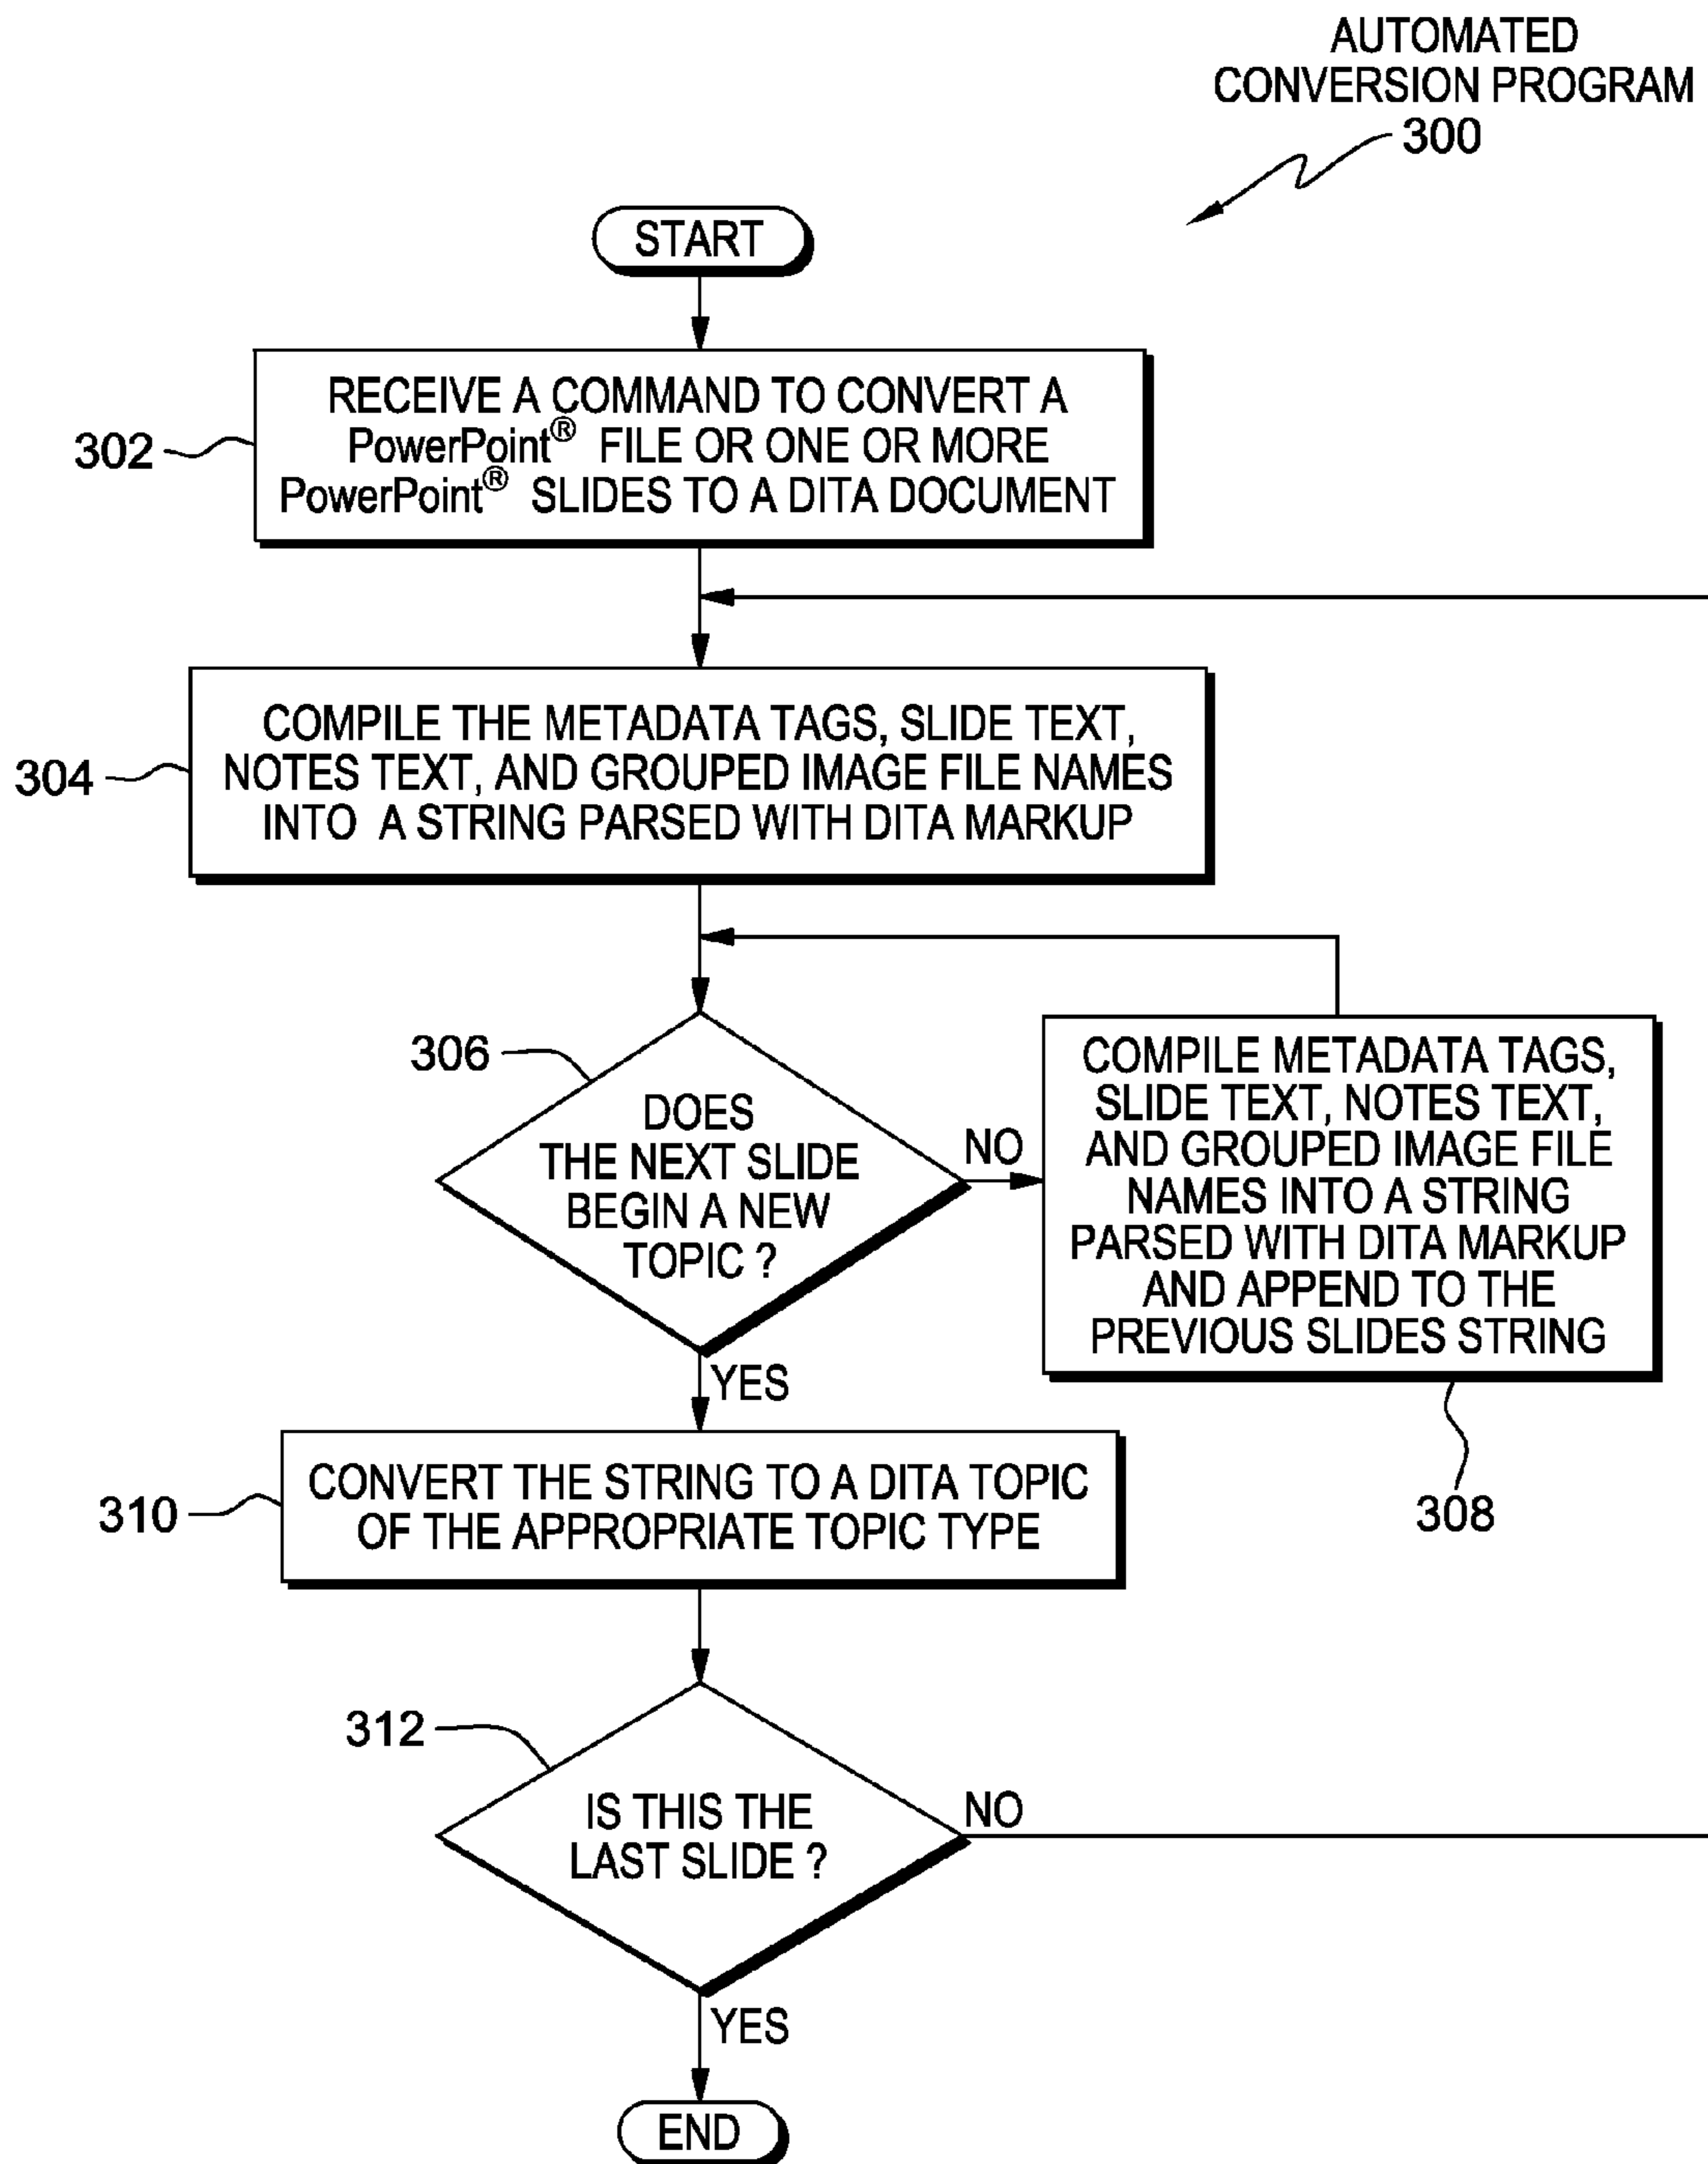 AUTOMATED
CONVERSION PROGRAM
300
START
302
RECEIVE A COMMAND TO CONVERT A
PowerPoint® FILE OR ONE OR MORE
PowerPoint® SLIDES TO A DITA DOCUMENT
304
COMPILE THE METADATA TAGS, SLIDE TEXT,
NOTES TEXT, AND GROUPED IMAGE FILE NAMES
INTO A STRING PARSED WITH DITA MARKUP
306
DOES
THE NEXT SLIDE
BEGIN A NEW
TOPIC ?
NO
COMPILE METADATA TAGS,
SLIDE TEXT, NOTES TEXT,
AND GROUPED IMAGE FILE
NAMES INTO A STRING
PARSED WITH DITA MARKUP
AND APPEND TO THE
PREVIOUS SLIDES STRING
308
YES
310
CONVERT THE STRING TO A DITA TOPIC
OF THE APPROPRIATE TOPIC TYPE
312
IS THIS THE
LAST SLIDE ?
NO
YES
END